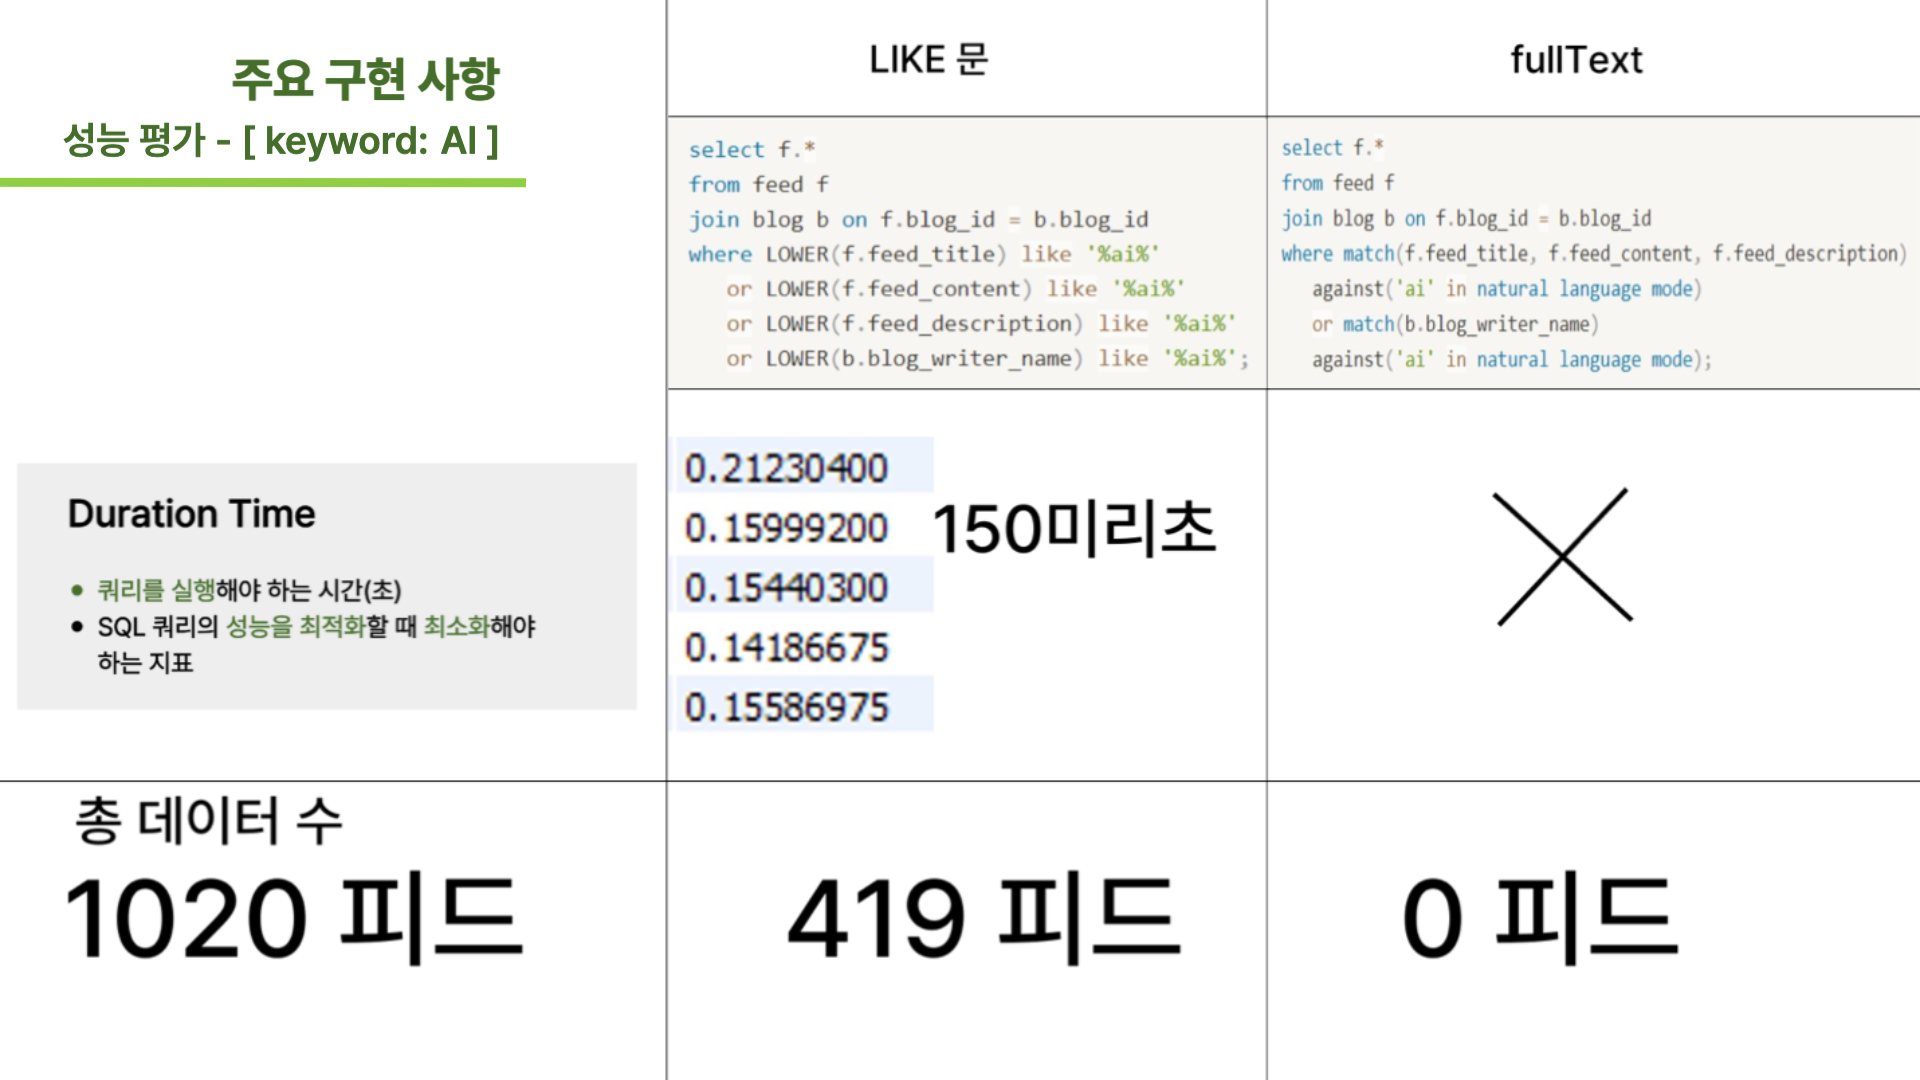 주요 구현 사항
성능 평가 - [ keyword: AI ]
LIKE 문
fullText
select f.*
from feed f
join blog b on f.blog_id = b.blog_id
where LOWER(f.feed_title) like '%ai%'
or LOWER(f.feed_content) like '%ai%'
or LOWER(f.feed_description) like '%ai%'
or LOWER(b.blog_writer_name) like '%ai%';
select f.*
from feed f
join blog b on f.blog_id = b.blog_id
where match(f.feed_title, f.feed_content, f.feed_description)
against('ai' in natural language mode)
or match(b.blog_writer_name)
against('ai' in natural language mode);
Duration Time
• 쿼리를 실행해야 하는 시간(초)
• SQL 쿼리의 성능을 최적화할 때 최소화해야
하는 지표
0.21230400
0.15999200
0.15440300
0.14186675
0.15586975
150미리초
총 데이터 수
1020 피드
419 피드
0 피드